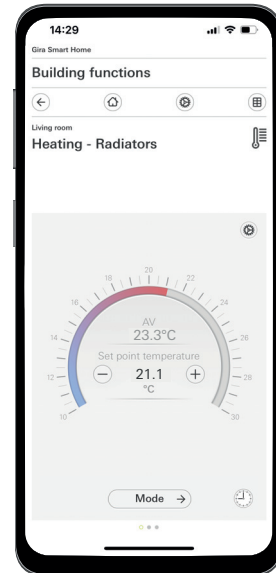 14:29
Gira Smart Home
Building functions
Living room
Heating - Radiators
20
18 22
16 24
14 26
12 28
10 30
AV
23.3°C
Set point temperature
21.1
°C
Mode